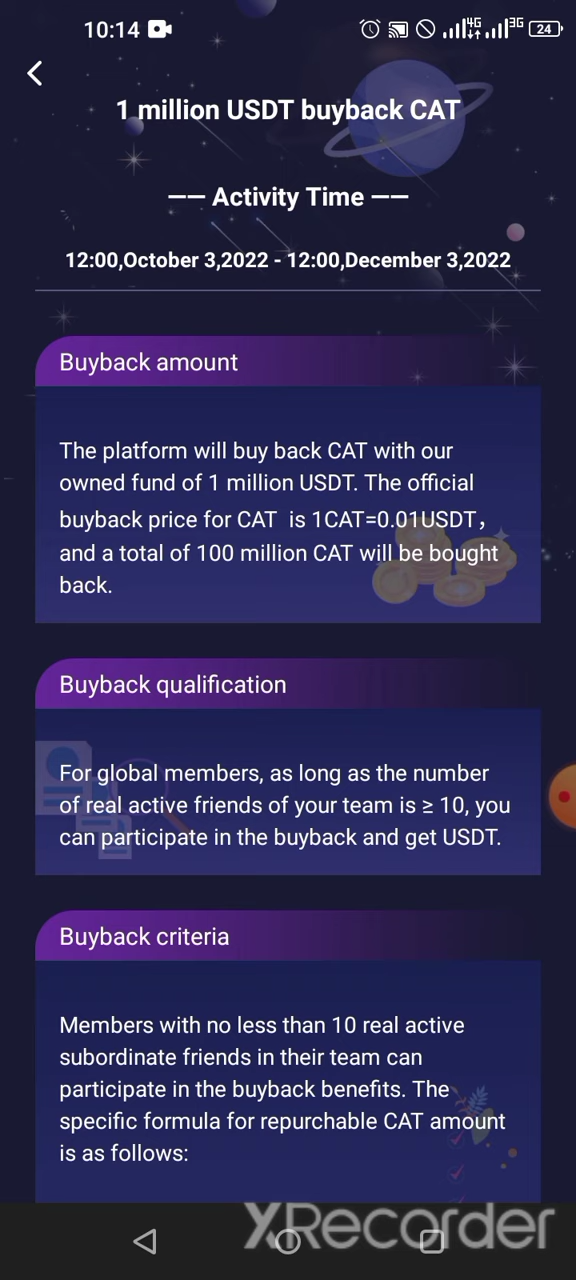 10:14
4G
3G
24
1 million USDT buyback CAT
—— Activity Time ——
12:00,October 3,2022 - 12:00,December 3,2022
Buyback amount
The platform will buy back CAT with our
owned fund of 1 million USDT. The official
buyback price for CAT is 1CAT=0.01USDT，
and a total of 100 million CAT will be bought
back.
Buyback qualification
For global members, as long as the number
of real active friends of your team is ≥ 10, you
can participate in the buyback and get USDT.
Buyback criteria
Members with no less than 10 real active
subordinate friends in their team can
participate in the buyback benefits. The
specific formula for repurchable CAT amount
is as follows:
XRecorder